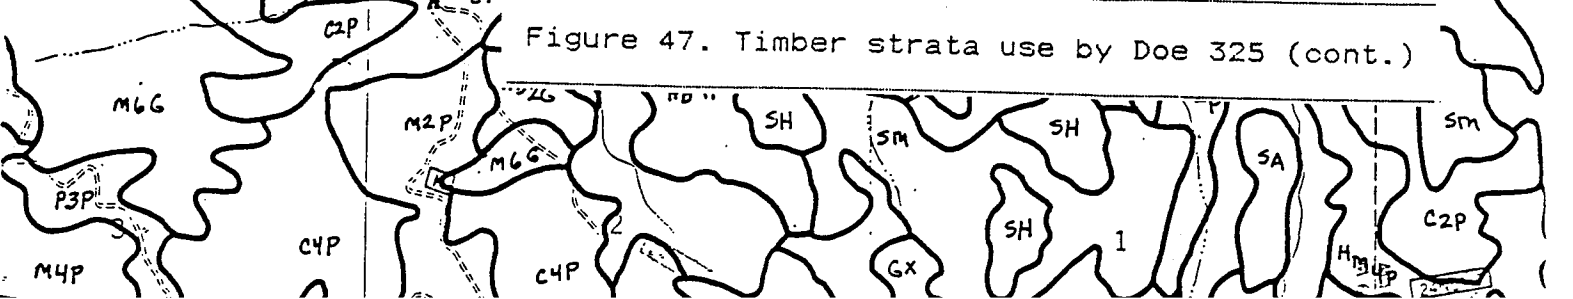 C2P
Figure 47. Timber strata use by Doe 325 (cont.)
M6G
M2P
SH
Sm
SH
SA
Sm
M6G
P3P
3
2
SH
1
C2P
C4P
M4P
C4P
GX
Hm4P